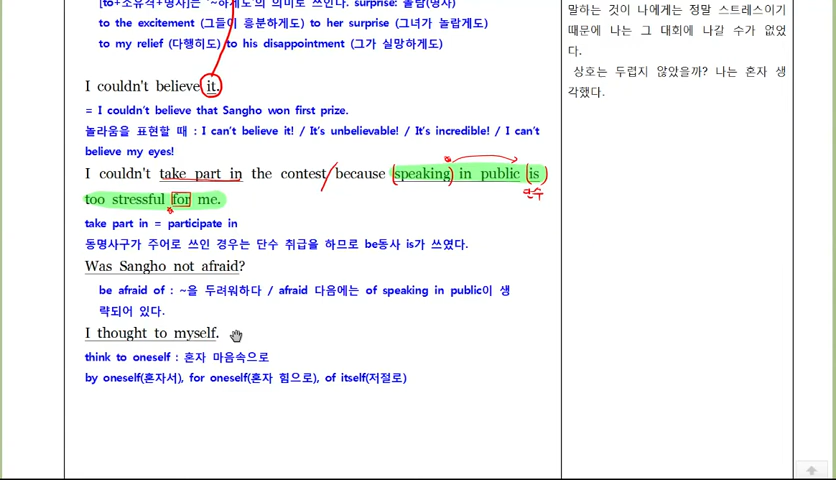 [to+소유격+명사]는 '~하게도'의 의미로 쓰인다. surprise: 놀람(명사)
to the excitement (그들이 흥분하게도) to her surprise (그녀가 놀랍게도)
to my relief (다행히도) to his disappointment (그가 실망하게도)
I couldn't believe it.
= I couldn't believe that Sangho won first prize.
놀라움을 표현할 때 : I can't believe it! / It's unbelievable! / It's incredible! / I can't
believe my eyes!
I couldn't take part in the contest because speaking in public is
단수
too stressful for me.
take part in = participate in
동명사구가 주어로 쓰인 경우는 단수 취급을 하므로 be동사 is가 쓰였다.
Was Sangho not afraid?
be afraid of : ~을 두려워하다 / afraid 다음에는 of speaking in public이 생
략되어 있다.
I thought to myself.
think to oneself : 혼자 마음속으로
by oneself(혼자서), for oneself(혼자 힘으로), of itself(저절로)
말하는 것이 나에게는 정말 스트레스이기
때문에 나는 그 대회에 나갈 수가 없었
다.
상호는 두렵지 않았을까? 나는 혼자 생
각했다.